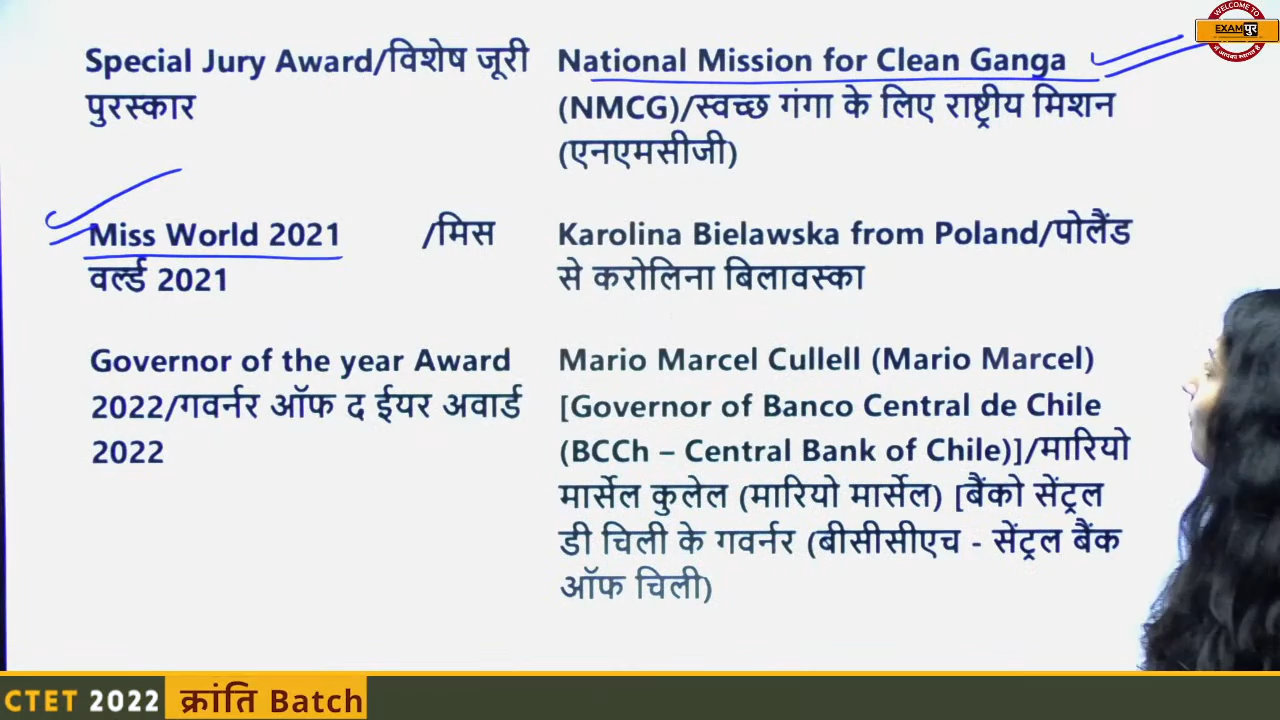 WELCOME TO
EXAMपुर
Special Jury Award/विशेष जूरी
पुरस्कार
National Mission for Clean Ganga
(NMCG)/स्वच्छ गंगा के लिए राष्ट्रीय मिशन
(एनएमसीजी)
Miss World 2021 /मिस
वर्ल्ड 2021
Karolina Bielawska from Poland/पोलैंड
से करोलिना बिलावस्का
Governor of the year Award
2022/गवर्नर ऑफ द ईयर अवार्ड
2022
Mario Marcel Cullell (Mario Marcel)
[Governor of Banco Central de Chile
(BCCh – Central Bank of Chile)]/मारियो
मार्सेल कुलेल (मारियो मार्सेल) [बैंको सेंट्रल
डी चिली के गवर्नर (बीसीसीएच - सेंट्रल बैंक
ऑफ चिली)
CTET 2022 क्रांति Batch